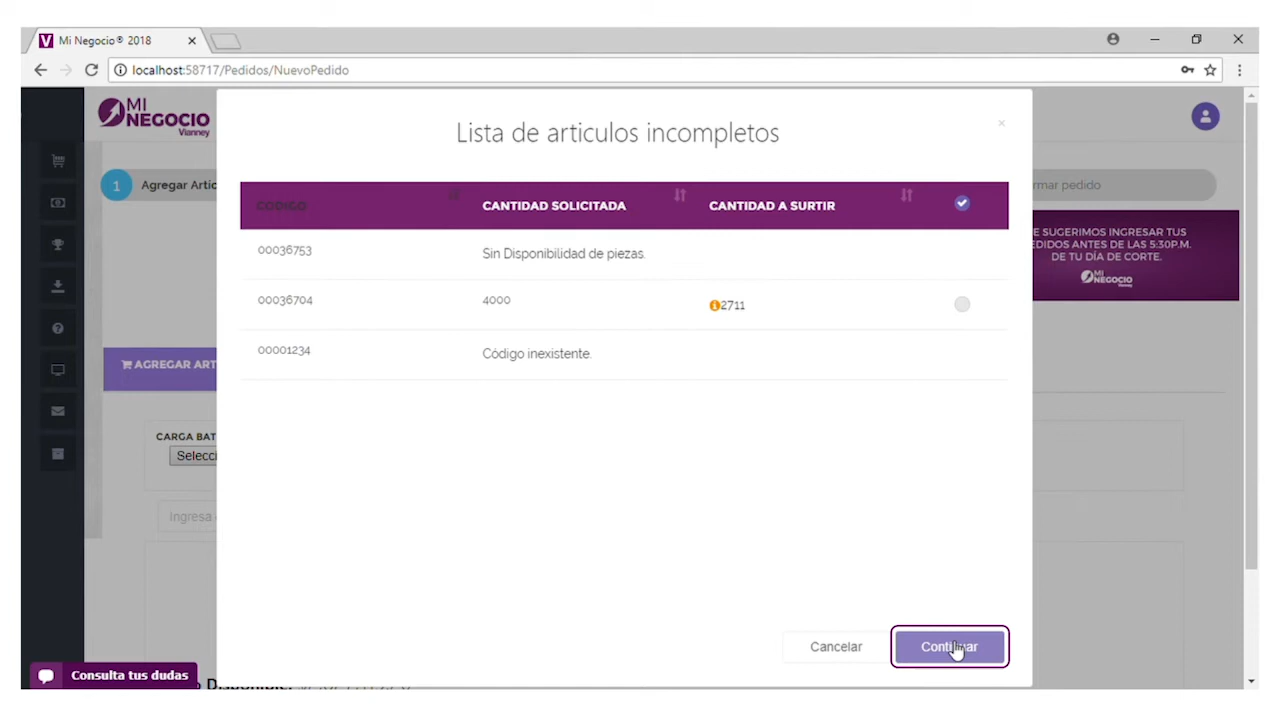 Mi Negocio® 2018
localhost:58717/Pedidos/NuevoPedido
MI
NEGOCIO
Vianney
Lista de articulos incompletos
×
1 Agregar Artic
rmar pedido
CODIGO CANTIDAD SOLICITADA CANTIDAD A SURTIR
E SUGERIMOS INGRESAR TUS
DIDOS ANTES DE LAS 5:30P.M.
DE TU DÍA DE CORTE.
MI
NEGOCIO
00036753 Sin Disponibilidad de piezas.
00036704 4000 2711
00001234 Código inexistente.
AGREGAR ART
CARGA BAT
Selecci
Ingresa
Cancelar Continuar
Consulta tus dudas